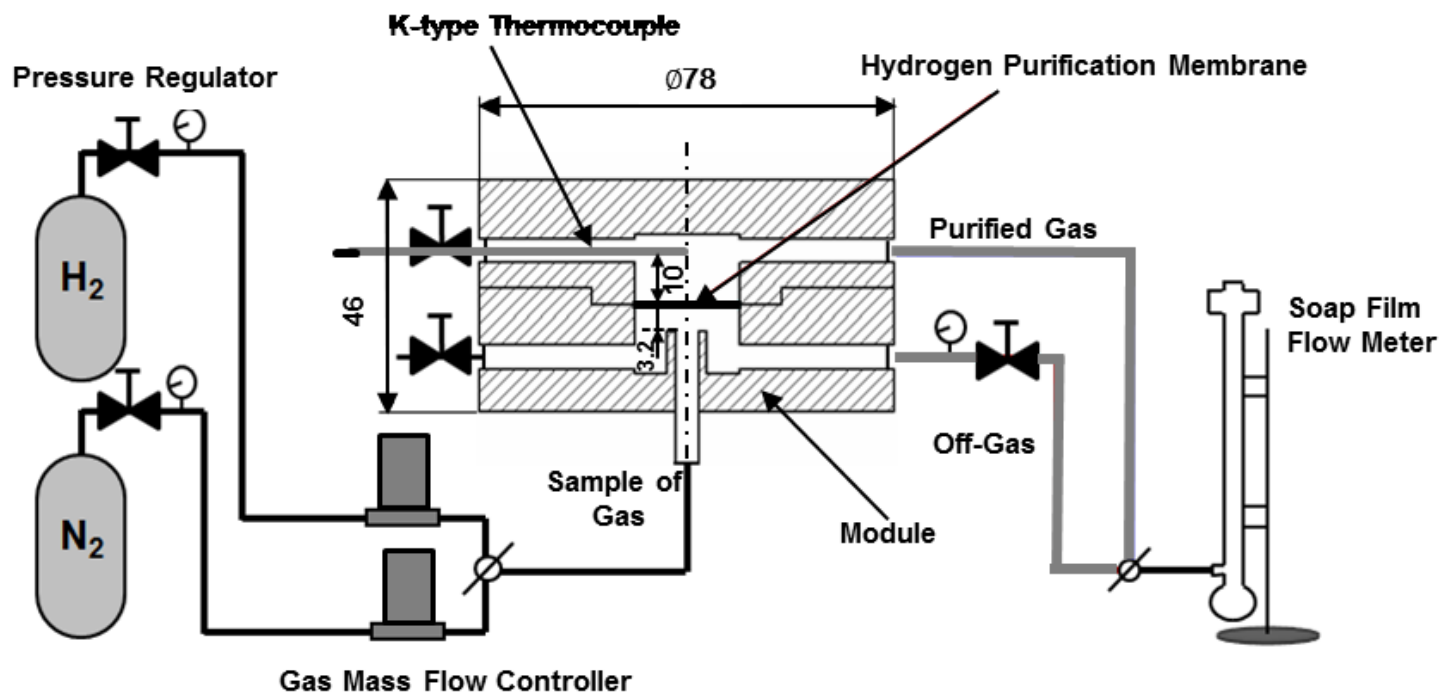 K-type Thermocouple
Pressure Regulator
Ø78
Hydrogen Purification Membrane
H2
46
10
3.2
Purified Gas
Soap Film
Flow Meter
N2
Off-Gas
Sample of
Gas
Module
Gas Mass Flow Controller